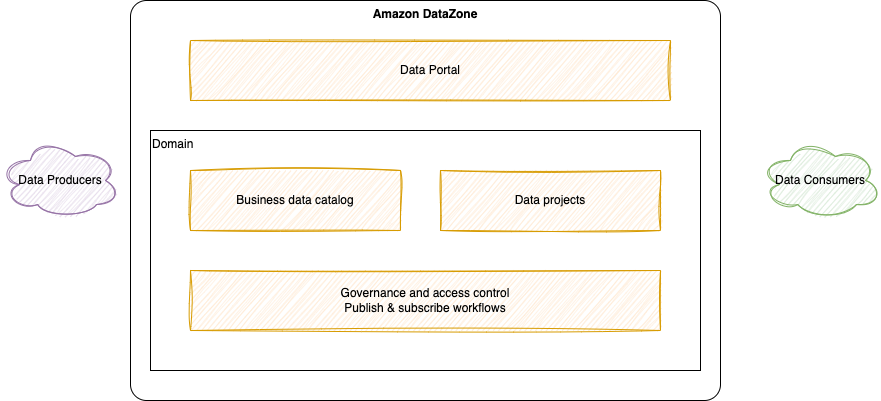 Amazon DataZone
Data Portal
Domain
Data Producers
Business data catalog
Data projects
Data Consumers
Governance and access control
Publish & subscribe workflows